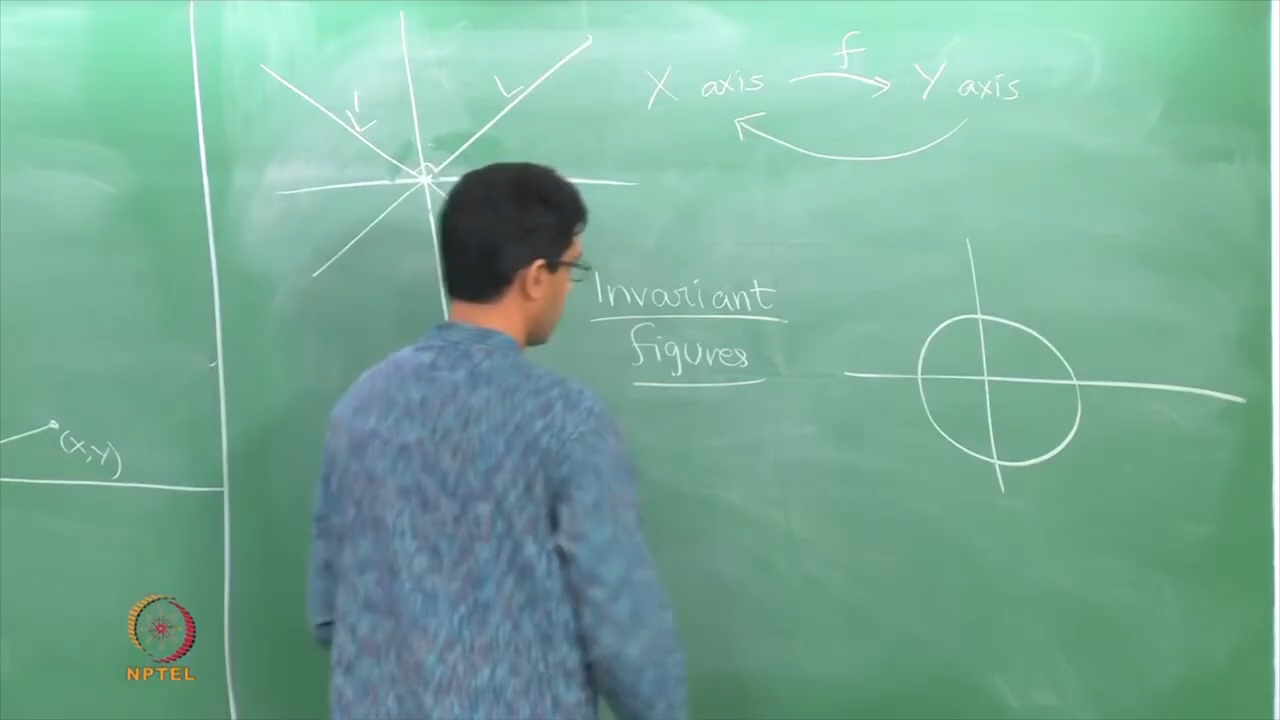 L'
L
X axis f Y axis
Invariant
figures
(x,y)
NPTEL